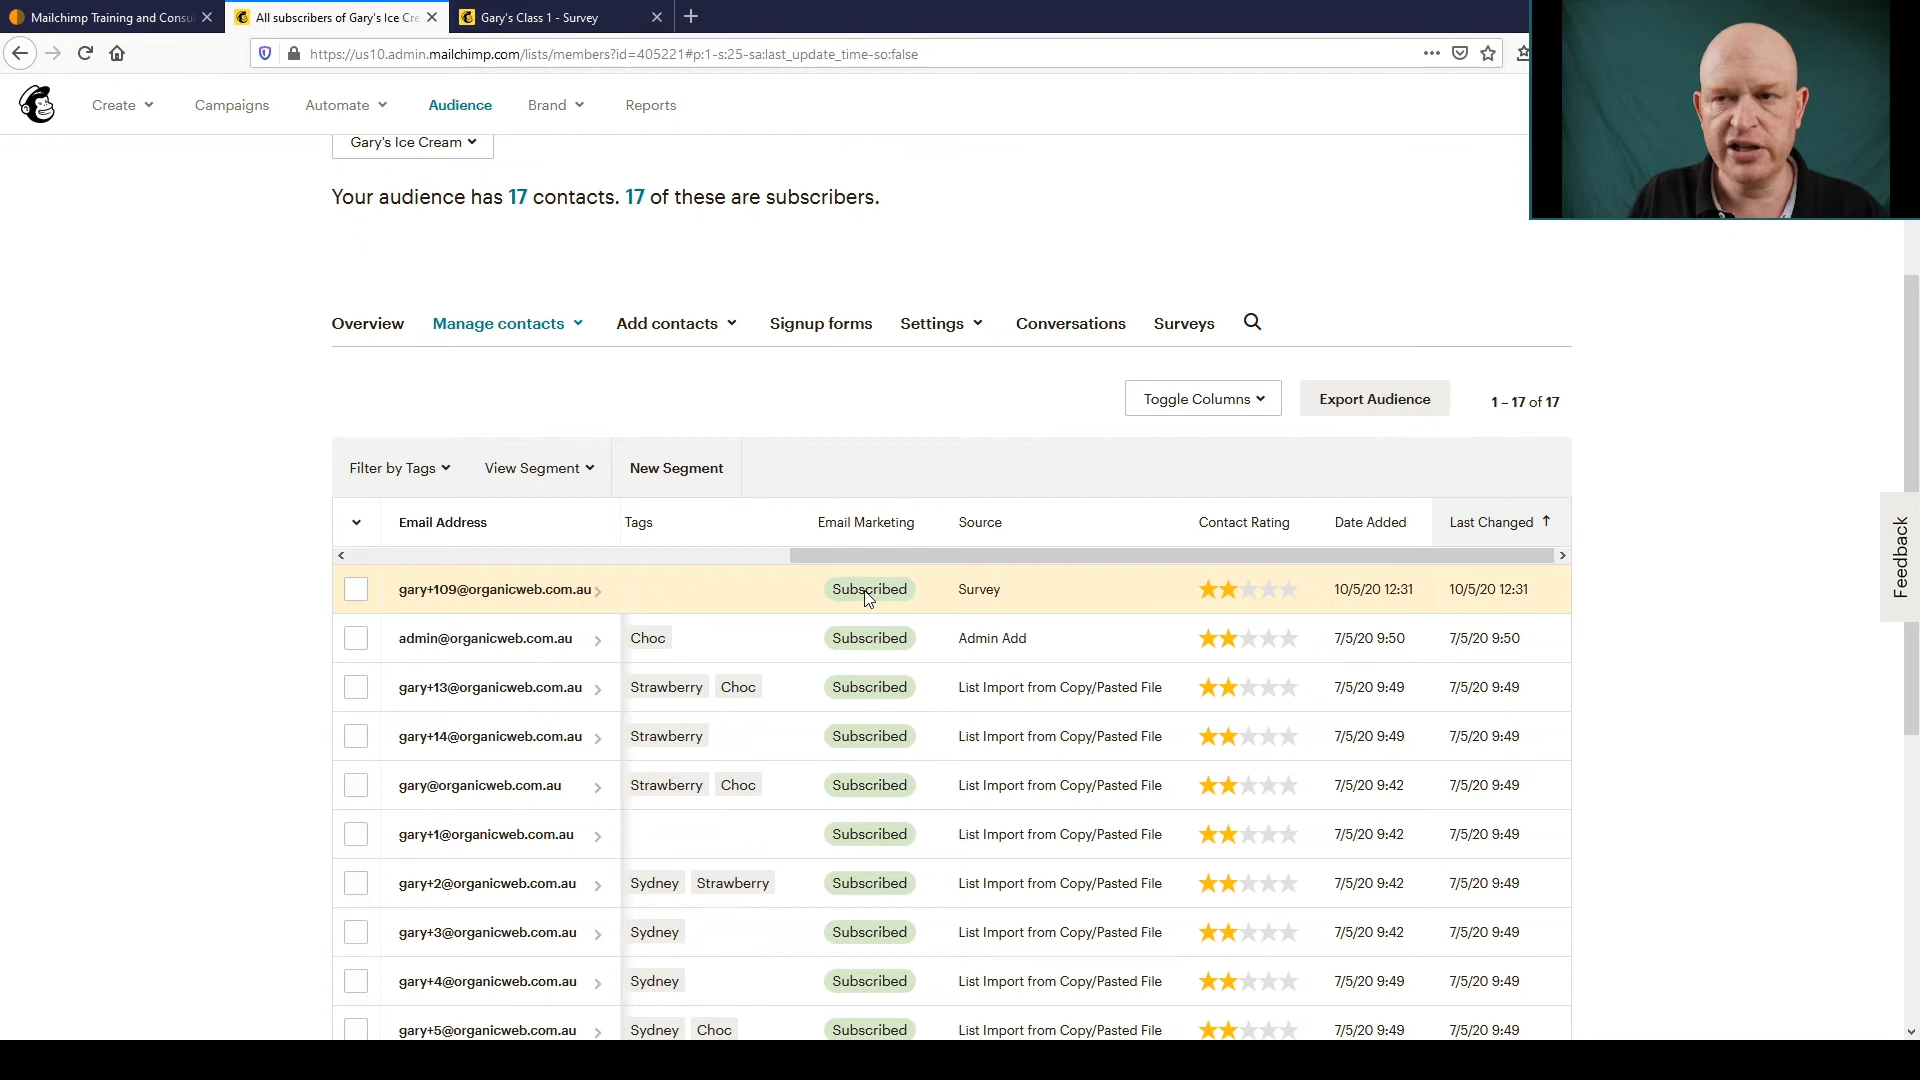 Mailchimp Training and Consu
All subscribers of Gary's Ice Cre
Gary's Class 1 - Survey
https://us10.admin.mailchimp.com/lists/members?id=405221#p:1-s:25-sa:last_update_time-so:false
Create
Campaigns
Automate
Audience
Brand
Reports
Gary's Ice Cream
Your audience has 17 contacts. 17 of these are subscribers.
Overview
Manage contacts
Add contacts
Signup forms
Settings
Conversations
Surveys
Toggle Columns
Export Audience
1 – 17 of 17
Filter by Tags
View Segment
New Segment
Email Address Tags Email Marketing Source Contact Rating Date Added Last Changed
gary+109@organicweb.com.au Subscribed Survey 10/5/20 12:31 10/5/20 12:31
admin@organicweb.com.au Choc Subscribed Admin Add 7/5/20 9:50 7/5/20 9:50
gary+13@organicweb.com.au Strawberry Choc Subscribed List Import from Copy/Pasted File 7/5/20 9:49 7/5/20 9:49
gary+14@organicweb.com.au Strawberry Subscribed List Import from Copy/Pasted File 7/5/20 9:49 7/5/20 9:49
gary@organicweb.com.au Strawberry Choc Subscribed List Import from Copy/Pasted File 7/5/20 9:42 7/5/20 9:49
gary+1@organicweb.com.au Subscribed List Import from Copy/Pasted File 7/5/20 9:42 7/5/20 9:49
gary+2@organicweb.com.au Sydney Strawberry Subscribed List Import from Copy/Pasted File 7/5/20 9:42 7/5/20 9:49
gary+3@organicweb.com.au Sydney Subscribed List Import from Copy/Pasted File 7/5/20 9:42 7/5/20 9:49
gary+4@organicweb.com.au Sydney Subscribed List Import from Copy/Pasted File 7/5/20 9:49 7/5/20 9:49
gary+5@organicweb.com.au Sydney Choc Subscribed List Import from Copy/Pasted File 7/5/20 9:49 7/5/20 9:49
Feedback